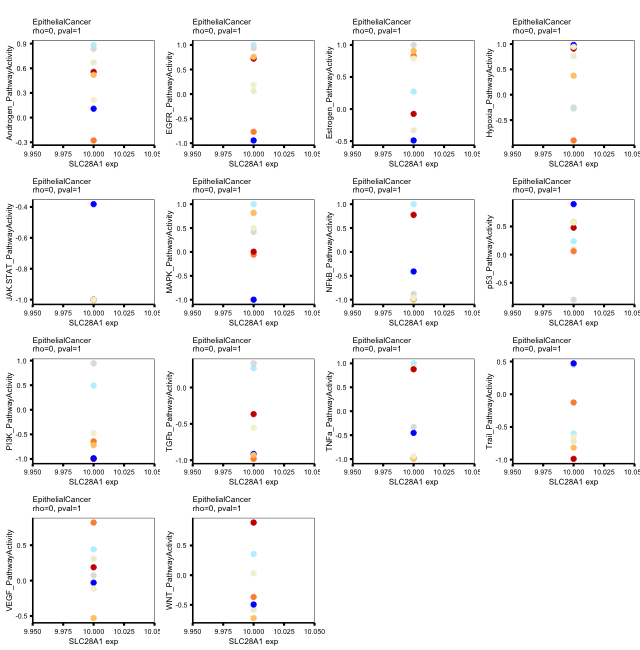 EpithelialCancer
rho=0, pval=1
Androgen_PathwayActivity
0.9
0.6
0.3
0.0
-0.3
9.950
9.975
10.000
10.025
10.05
SLC28A1 exp
EpithelialCancer
rho=0, pval=1
EGFR_PathwayActivity
1.0
0.5
0.0
-0.5
-1.0
9.950
9.975
10.000
10.025
10.05
SLC28A1 exp
EpithelialCancer
rho=0, pval=1
Estrogen_PathwayActivity
1.0
0.5
0.0
-0.5
9.950
9.975
10.000
10.025
10.05
SLC28A1 exp
EpithelialCancer
rho=0, pval=1
Hypoxia_PathwayActivity
1.0
0.5
0.0
-0.5
9.950
9.975
10.000
10.025
10.050
SLC28A1 exp
EpithelialCancer
rho=0, pval=1
JAK.STAT_PathwayActivity
-0.4
-0.6
-0.8
-1.0
9.950
9.975
10.000
10.025
10.05
SLC28A1 exp
EpithelialCancer
rho=0, pval=1
MAPK_PathwayActivity
1.0
0.5
0.0
-0.5
-1.0
9.950
9.975
10.000
10.025
10.05
SLC28A1 exp
EpithelialCancer
rho=0, pval=1
NFkB_PathwayActivity
1.0
0.5
0.0
-0.5
-1.0
9.950
9.975
10.000
10.025
10.05
SLC28A1 exp
EpithelialCancer
rho=0, pval=1
p53_PathwayActivity
0.5
0.0
-0.5
9.950
9.975
10.000
10.025
10.050
SLC28A1 exp
EpithelialCancer
rho=0, pval=1
PI3K_PathwayActivity
1.0
0.5
0.0
-0.5
-1.0
9.950
9.975
10.000
10.025
10.05
SLC28A1 exp
EpithelialCancer
rho=0, pval=1
TGFb_PathwayActivity
0.0
-0.5
-1.0
9.950
9.975
10.000
10.025
10.05
SLC28A1 exp
EpithelialCancer
rho=0, pval=1
TNFa_PathwayActivity
1.0
0.5
0.0
-0.5
-1.0
9.950
9.975
10.000
10.025
10.05
SLC28A1 exp
EpithelialCancer
rho=0, pval=1
Trail_PathwayActivity
0.5
0.0
-0.5
-1.0
9.950
9.975
10.000
10.025
10.050
SLC28A1 exp
EpithelialCancer
rho=0, pval=1
VEGF_PathwayActivity
0.5
0.0
-0.5
9.950
9.975
10.000
10.025
10.05
SLC28A1 exp
EpithelialCancer
rho=0, pval=1
WNT_PathwayActivity
0.5
0.0
-0.5
9.950
9.975
10.000
10.025
10.050
SLC28A1 exp